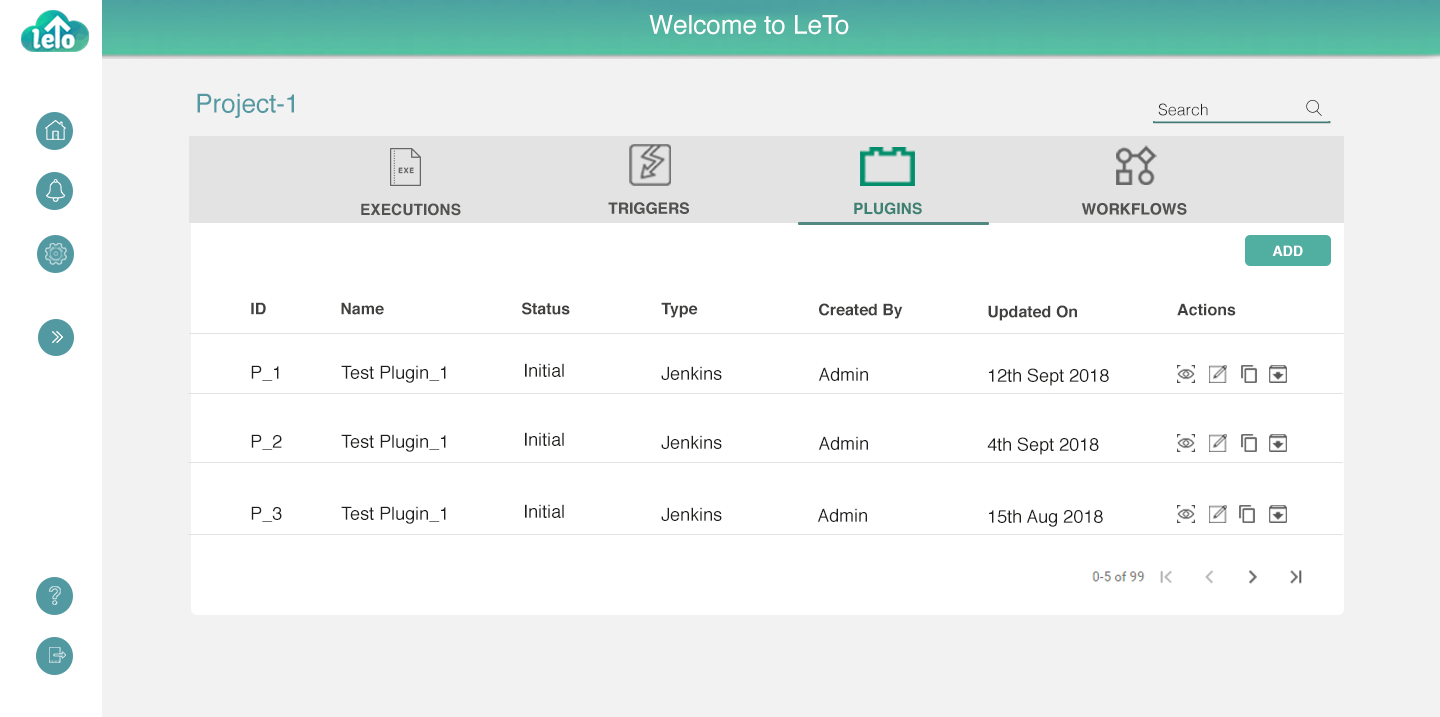 leTo
Welcome to LeTo
Project-1
Search
EXE
EXECUTIONS TRIGGERS PLUGINS WORKFLOWS
ADD
ID Name Status Type Created By Updated On Actions
P_1 Test Plugin_1 Initial Jenkins Admin 12th Sept 2018
P_2 Test Plugin_1 Initial Jenkins Admin 4th Sept 2018
P_3 Test Plugin_1 Initial Jenkins Admin 15th Aug 2018
0-5 of 99
?